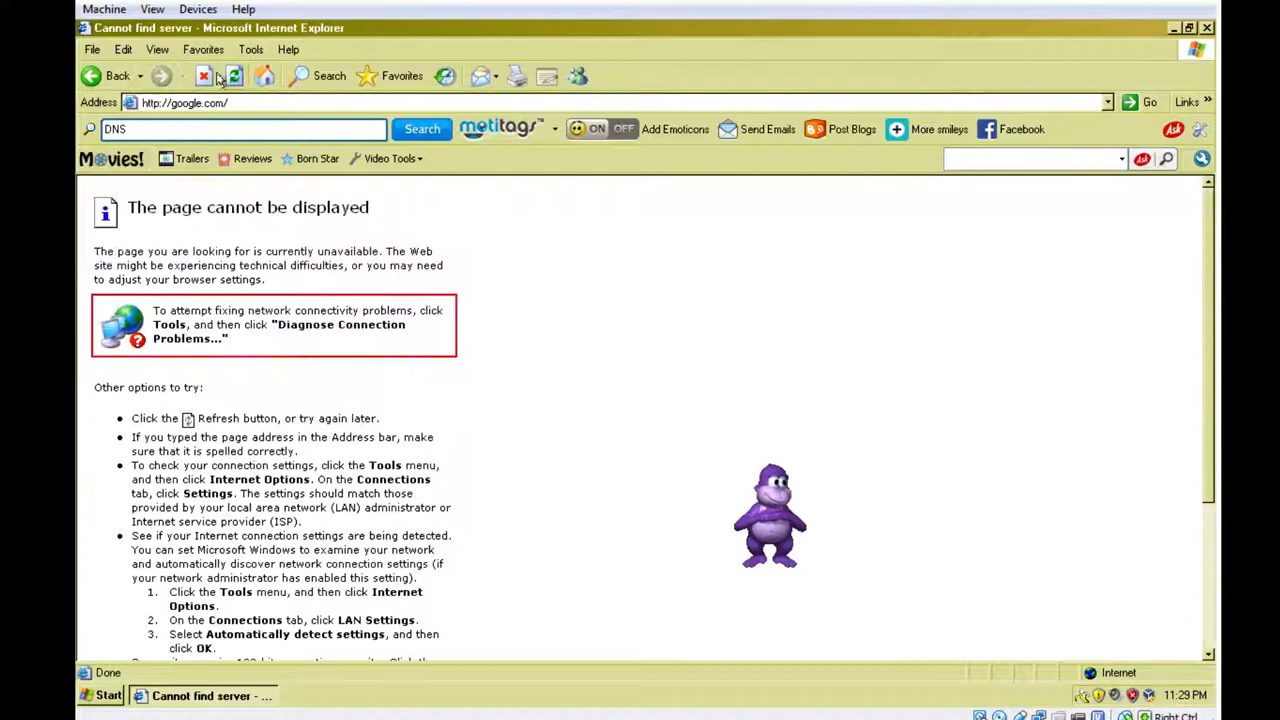 Machine View Devices Help
Cannot find server - Microsoft Internet Explorer
File Edit View Favorites Tools Help
Back Search Favorites
Address http://google.com/ Go Links »
DNS Search metitags™ ON OFF Add Emoticons Send Emails Post Blogs More smileys Facebook Ask
Movies! Trailers Reviews Born Star Video Tools Ask
The page cannot be displayed
The page you are looking for is currently unavailable. The Web
site might be experiencing technical difficulties, or you may need
to adjust your browser settings.
To attempt fixing network connectivity problems, click
Tools, and then click "Diagnose Connection
Problems..."
Other options to try:
Click the Refresh button, or try again later.
If you typed the page address in the Address bar, make
sure that it is spelled correctly.
To check your connection settings, click the Tools menu,
and then click Internet Options. On the Connections
tab, click Settings. The settings should match those
provided by your local area network (LAN) administrator or
Internet service provider (ISP).
See if your Internet connection settings are being detected.
You can set Microsoft Windows to examine your network
and automatically discover network connection settings (if
your network administrator has enabled this setting).
1. Click the Tools menu, and then click Internet
Options.
2. On the Connections tab, click LAN Settings.
3. Select Automatically detect settings, and then
click OK.
Done Internet
Start Cannot find server - ... 11:29 PM
Right Ctrl